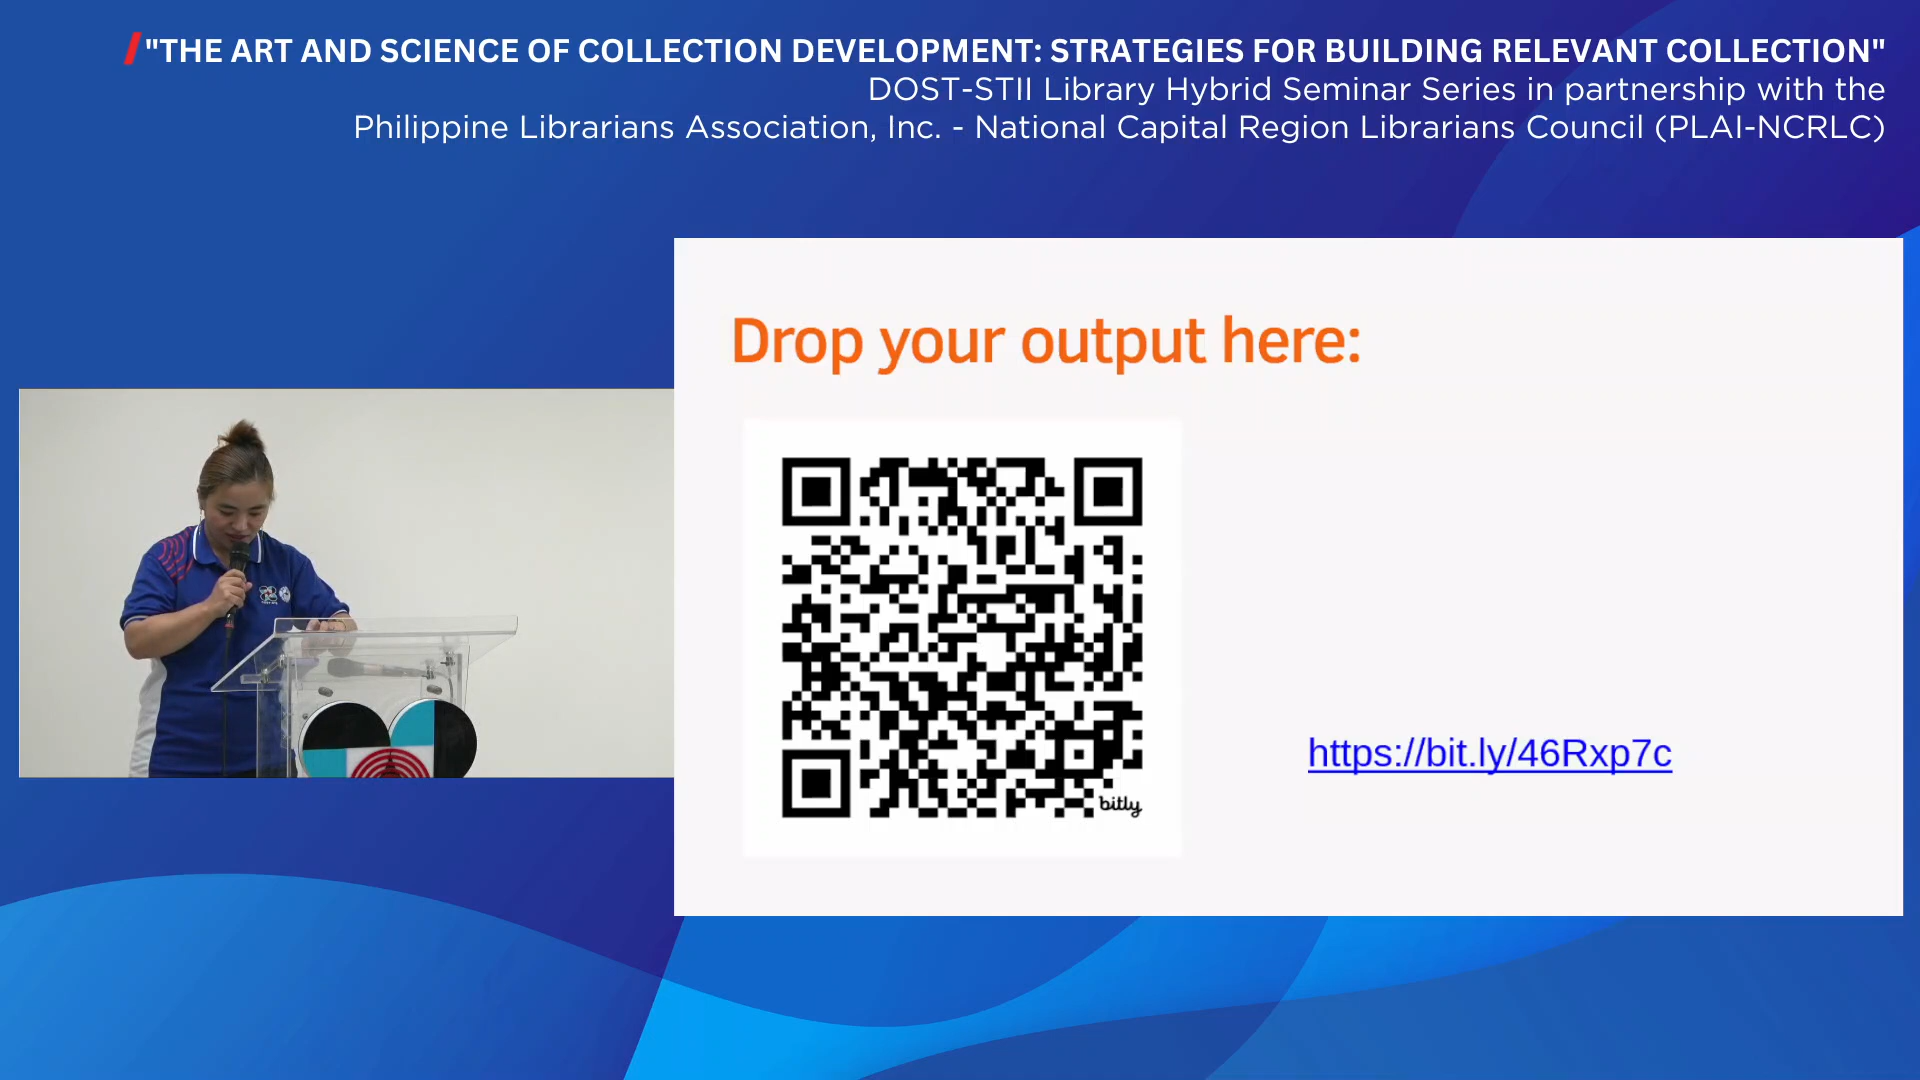 "THE ART AND SCIENCE OF COLLECTION DEVELOPMENT: STRATEGIES FOR BUILDING RELEVANT COLLECTION"
DOST-STII Library Hybrid Seminar Series in partnership with the
Philippine Librarians Association, Inc. - National Capital Region Librarians Council (PLAI-NCRLC)
Drop your output here:
https://bit.ly/46Rxp7c
bitly